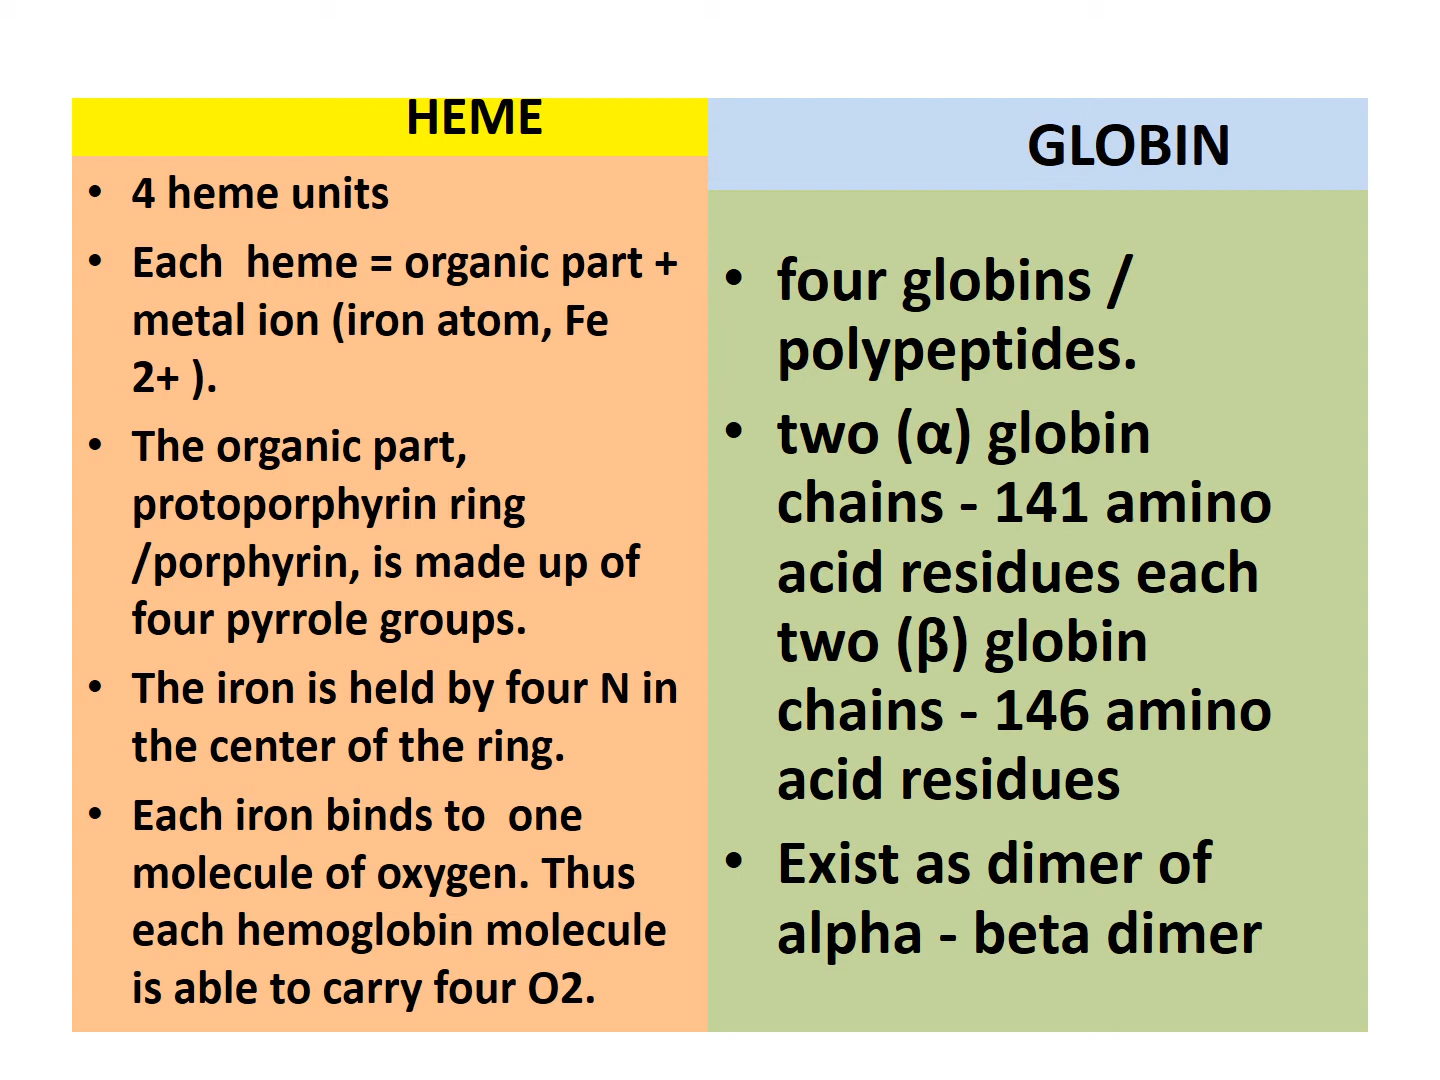 HEME
• 4 heme units
• Each  heme = organic part +
metal ion (iron atom, Fe
2+ ).
• The organic part,
protoporphyrin ring
/porphyrin, is made up of
four pyrrole groups.
• The iron is held by four N in
the center of the ring.
• Each iron binds to  one
molecule of oxygen. Thus
each hemoglobin molecule
is able to carry four O2.
GLOBIN
• four globins /
polypeptides.
• two (α) globin
chains - 141 amino
acid residues each
two (β) globin
chains - 146 amino
acid residues
• Exist as dimer of
alpha - beta dimer